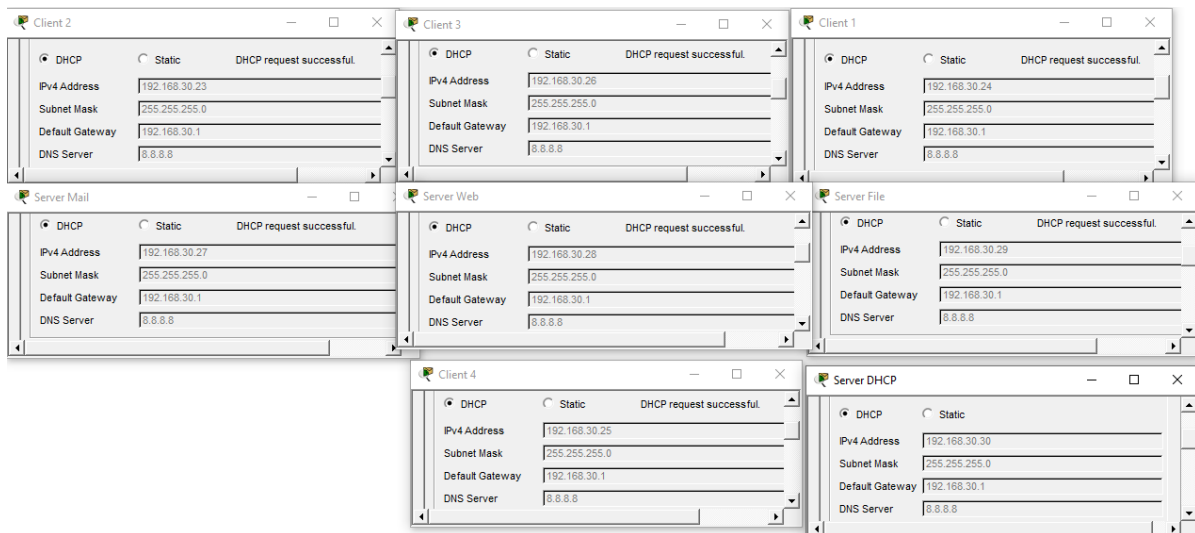 Client 2
DHCP Static DHCP request successful.
IPv4 Address 192.168.30.23
Subnet Mask 255.255.255.0
Default Gateway 192.168.30.1
DNS Server 8.8.8.8
Client 3
DHCP Static DHCP request successful.
IPv4 Address 192.168.30.26
Subnet Mask 255.255.255.0
Default Gateway 192.168.30.1
DNS Server 8.8.8.8
Client 1
DHCP Static DHCP request successful.
IPv4 Address 192.168.30.24
Subnet Mask 255.255.255.0
Default Gateway 192.168.30.1
DNS Server 8.8.8.8
Server Mail
DHCP Static DHCP request successful.
IPv4 Address 192.168.30.27
Subnet Mask 255.255.255.0
Default Gateway 192.168.30.1
DNS Server 8.8.8.8
Server Web
DHCP Static DHCP request successful.
IPv4 Address 192.168.30.28
Subnet Mask 255.255.255.0
Default Gateway 192.168.30.1
DNS Server 8.8.8.8
Server File
DHCP Static DHCP request successful.
IPv4 Address 192.168.30.29
Subnet Mask 255.255.255.0
Default Gateway 192.168.30.1
DNS Server 8.8.8.8
Client 4
DHCP Static DHCP request successful.
IPv4 Address 192.168.30.25
Subnet Mask 255.255.255.0
Default Gateway 192.168.30.1
DNS Server 8.8.8.8
Server DHCP
DHCP Static
IPv4 Address 192.168.30.30
Subnet Mask 255.255.255.0
Default Gateway 192.168.30.1
DNS Server 8.8.8.8